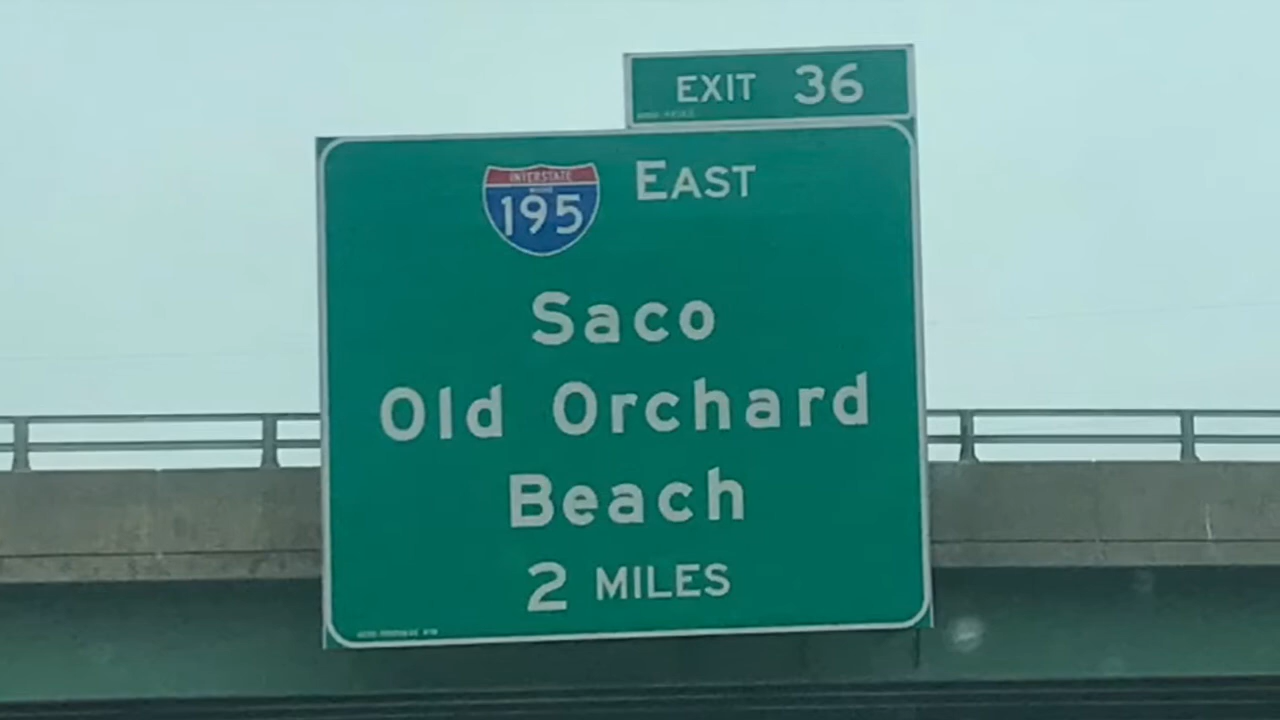 EXIT 36
INTERSTATE
195 EAST
Saco
Old Orchard
Beach
2 MILES